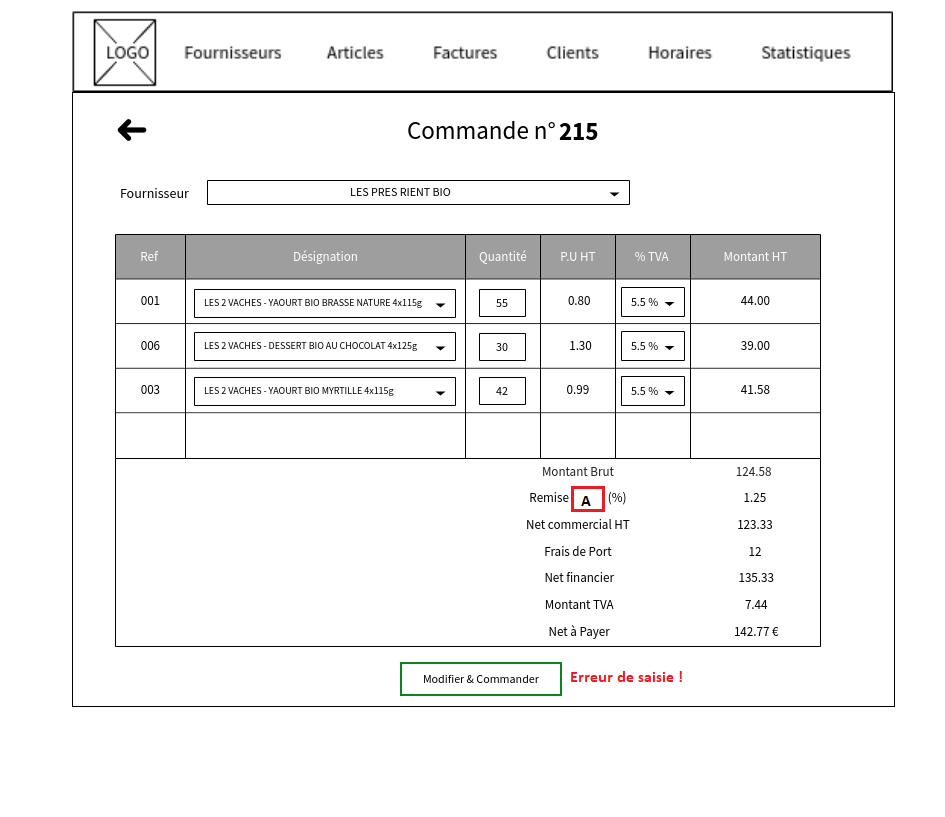 LOGO Fournisseurs Articles Factures Clients Horaires Statistiques
Commande n° 215
Fournisseur LES PRES RIENT BIO
Ref Désignation Quantité P.U HT % TVA Montant HT
001 LES 2 VACHES - YAOURT BIO BRASSE NATURE 4x115g 55 0.80 5.5 % 44.00
006 LES 2 VACHES - DESSERT BIO AU CHOCOLAT 4x125g 30 1.30 5.5 % 39.00
003 LES 2 VACHES - YAOURT BIO MYRTILLE 4x115g 42 0.99 5.5 % 41.58
Montant Brut 124.58
Remise A (%) 1.25
Net commercial HT 123.33
Frais de Port 12
Net financier 135.33
Montant TVA 7.44
Net à Payer 142.77 €
Modifier & Commander Erreur de saisie !